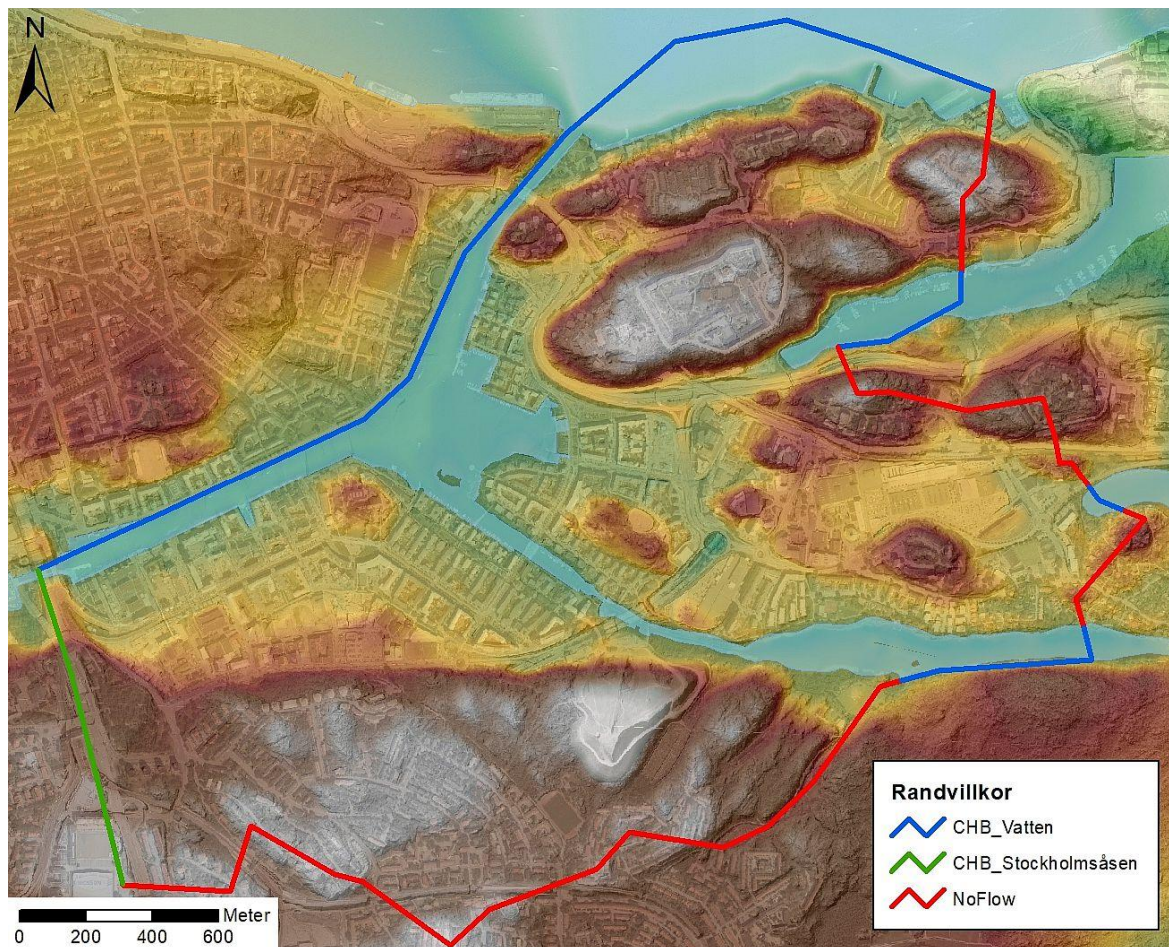 N
Randvillkor
CHB_Vatten
CHB_Stockholmsåsen
NoFlow
Meter
0 200 400 600